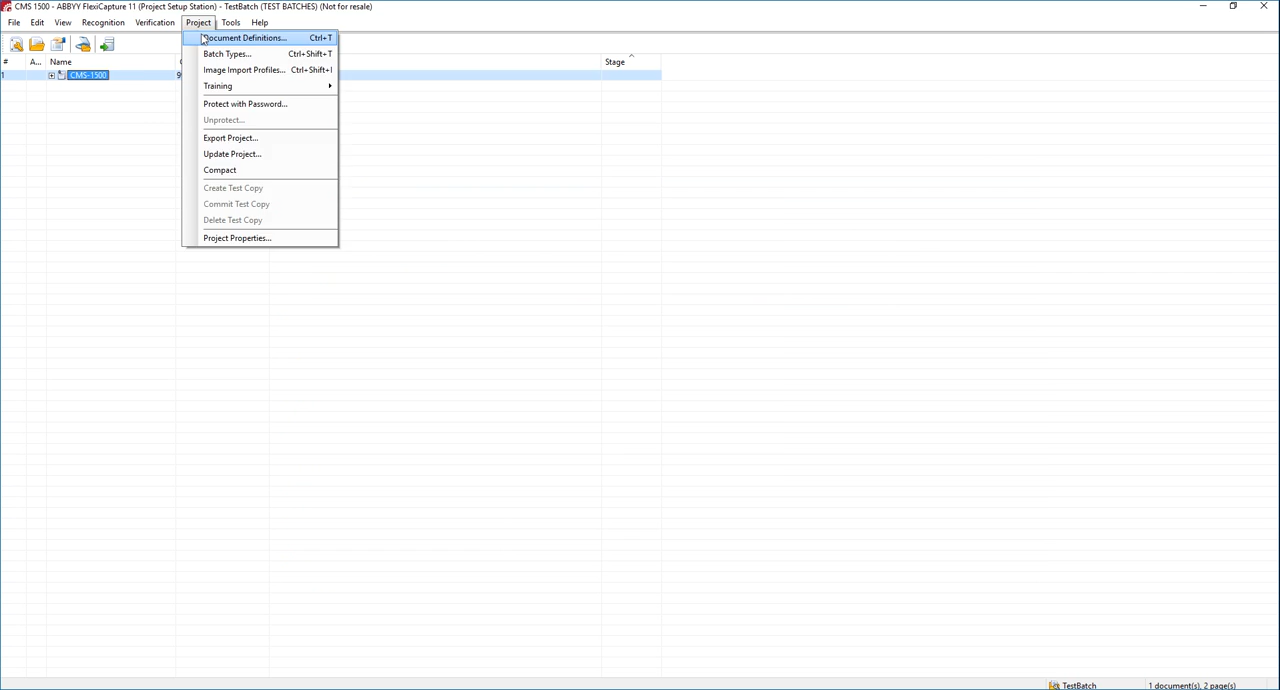 CMS 1500 - ABBYY FlexiCapture 11 (Project Setup Station) - TestBatch (TEST BATCHES) (Not for resale)
File Edit View Recognition Verification Project Tools Help
Document Definitions... Ctrl+T
Batch Types... Ctrl+Shift+T
Image Import Profiles... Ctrl+Shift+I
Training
Protect with Password...
Unprotect...
Export Project...
Update Project...
Compact
Create Test Copy
Commit Test Copy
Delete Test Copy
Project Properties...
# A... Name Stage
1 CMS-1500 9
TestBatch 1 document(s), 2 page(s)